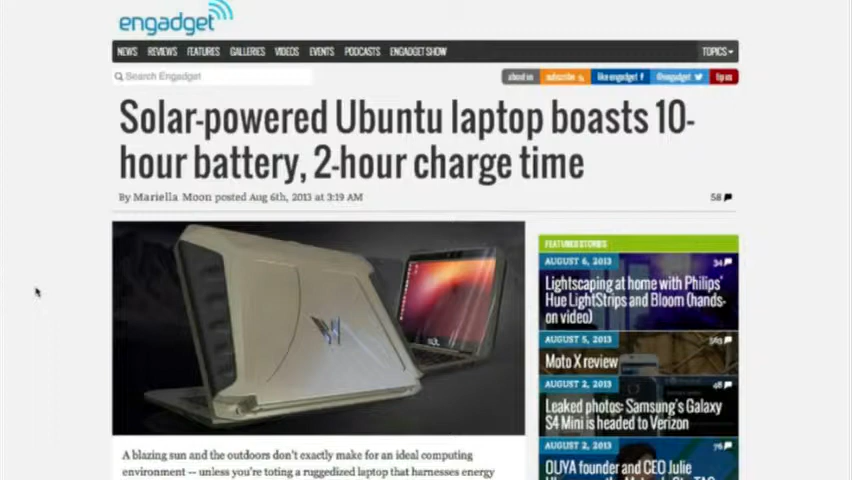 engadget
NEWS REVIEWS FEATURES GALLERIES VIDEOS EVENTS PODCASTS ENGADGET SHOW TOPICS
Search Engadget
about us subscribe like engadget @engadget tip us
Solar-powered Ubuntu laptop boasts 10-
hour battery, 2-hour charge time
By Mariella Moon posted Aug 6th, 2013 at 3:19 AM
58
FEATURED STORIES
AUGUST 6, 2013 34
Lightscaping at home with Philips'
Hue LightStrips and Bloom (hands-
on video)
AUGUST 5, 2013
Moto X review
AUGUST 2, 2013 48
Leaked photos: Samsung's Galaxy
S4 Mini is headed to Verizon
AUGUST 2, 2013 76
OUYA founder and CEO Julie
A blazing sun and the outdoors don't exactly make for an ideal computing
environment -- unless you're toting a ruggedized laptop that harnesses energy